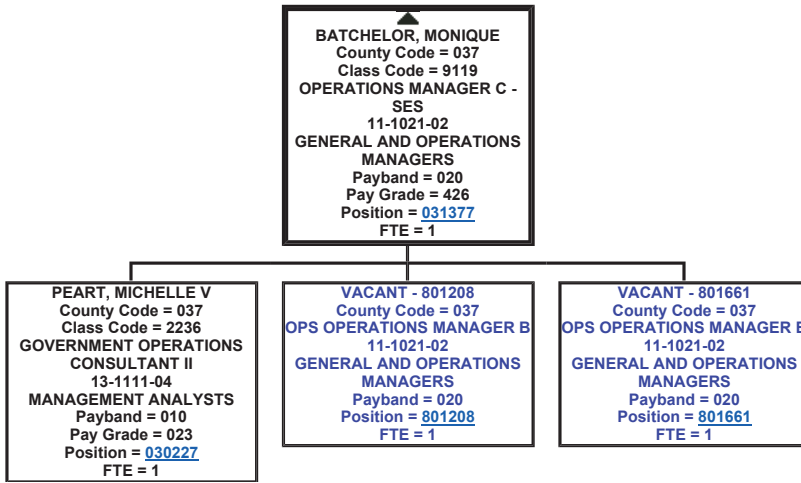 BATCHELOR, MONIQUE
County Code = 037
Class Code = 9119
OPERATIONS MANAGER C -
SES
11-1021-02
GENERAL AND OPERATIONS
MANAGERS
Payband = 020
Pay Grade = 426
Position = 031377
FTE = 1
PEART, MICHELLE V
County Code = 037
Class Code = 2236
GOVERNMENT OPERATIONS
CONSULTANT II
13-1111-04
MANAGEMENT ANALYSTS
Payband = 010
Pay Grade = 023
Position = 030227
FTE = 1
VACANT - 801208
County Code = 037
OPS OPERATIONS MANAGER B
11-1021-02
GENERAL AND OPERATIONS
MANAGERS
Payband = 020
Position = 801208
FTE = 1
VACANT - 801661
County Code = 037
OPS OPERATIONS MANAGER B
11-1021-02
GENERAL AND OPERATIONS
MANAGERS
Payband = 020
Position = 801661
FTE = 1